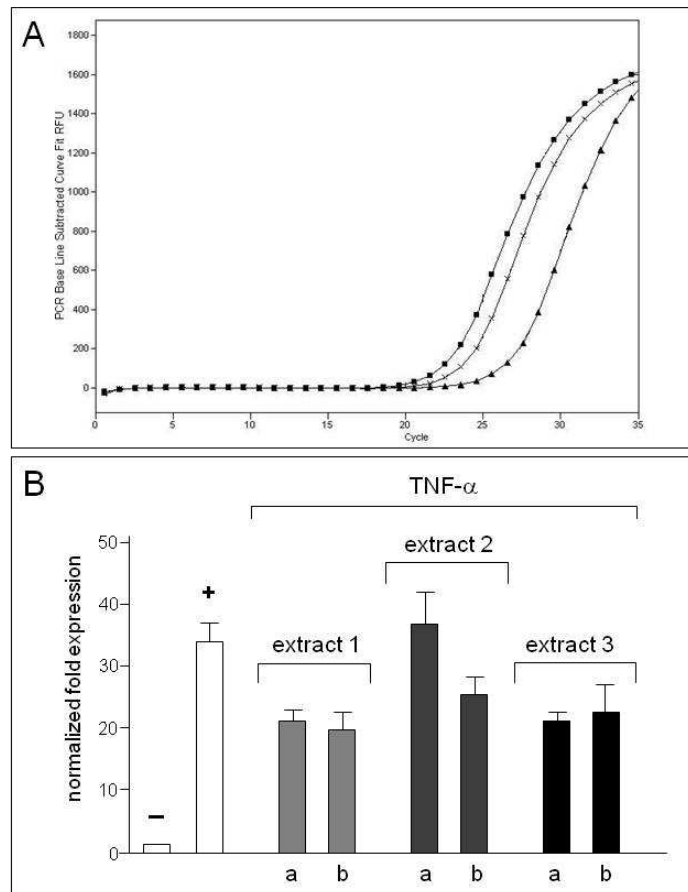 A
PCR Base Line Subtracted Curve Fit RFU
1800
1600
1400
1200
1000
800
600
400
200
0
0 5 10 15 20 25 30 35
Cycle
B
TNF-α
normalized fold expression
50
40
30
20
10
0
−
+
extract 1
extract 2
extract 3
a b a b a b